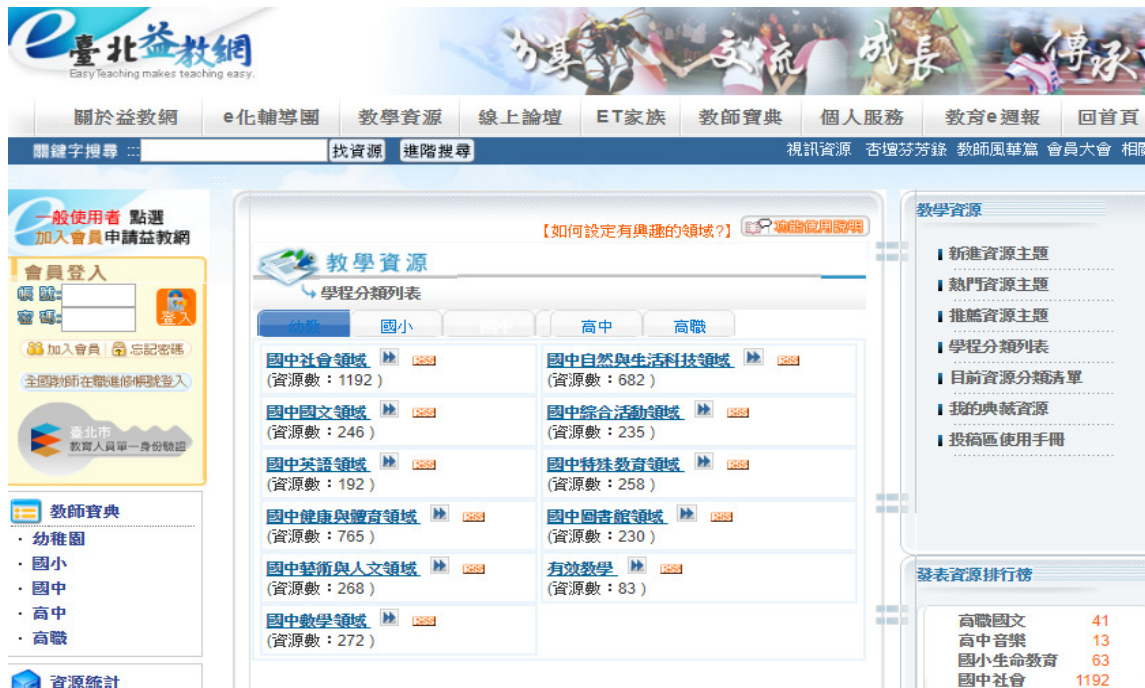 臺北益教網
EasyTeaching makes teaching easy.
分享 交流 成長 傳承
關於益教網 e化輔導團 教學資源 線上論壇 ET家族 教師寶典 個人服務 教育e週報 回首頁
關鍵字搜尋 ::: 找資源 進階搜尋 視訊資源 杏壇芬芳錄 教師風華篇 會員大會 相關
一般使用者 點選
加入會員申請益教網
會員登入
帳 號:
密 碼:
登入
加入會員 忘記密碼
全國教師在職進修帳號登入
臺北市
教育人員單一身份驗證
教師寶典
· 幼稚園
· 國小
· 國中
· 高中
· 高職
資源統計
【如何設定有興趣的領域?】 功能使用說明
教學資源
學程分類列表
幼教 國小 國中 高中 高職
國中社會領域 RSS
(資源數：1192 )
國中自然與生活科技領域 RSS
(資源數：682 )
國中國文領域 RSS
(資源數：246 )
國中綜合活動領域 RSS
(資源數：235 )
國中英語領域 RSS
(資源數：192 )
國中特殊教育領域 RSS
(資源數：258 )
國中健康與體育領域 RSS
(資源數：765 )
國中圖書館領域 RSS
(資源數：230 )
國中藝術與人文領域 RSS
(資源數：268 )
有效教學 RSS
(資源數：83 )
國中數學領域 RSS
(資源數：272 )
教學資源
新進資源主題
熱門資源主題
推薦資源主題
學程分類列表
目前資源分類清單
我的典藏資源
投稿區使用手冊
發表資源排行榜
高職國文 41
高中音樂 13
國小生命教育 63
國中社會 1192